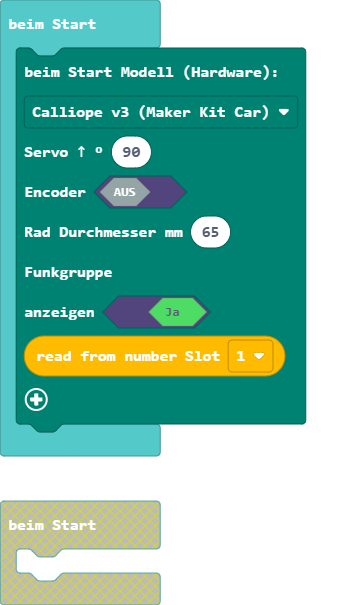 beim Start
beim Start Modell (Hardware):
Calliope v3 (Maker Kit Car)
Servo ↑ º 90
Encoder AUS
Rad Durchmesser mm 65
Funkgruppe
anzeigen Ja
read from number Slot 1
beim Start